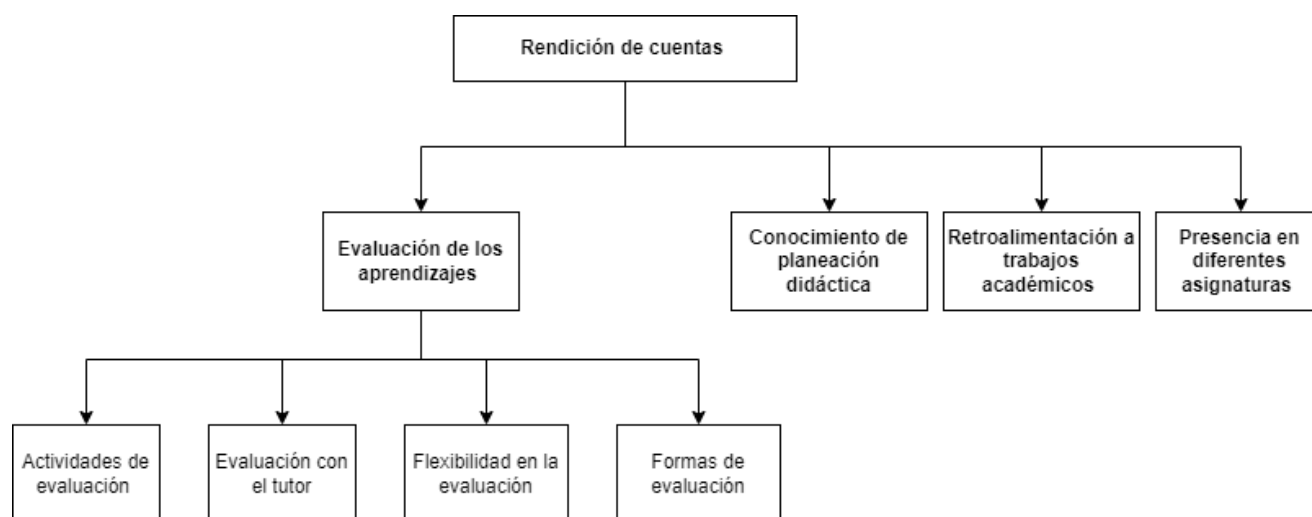 Rendición de cuentas
Evaluación de los
aprendizajes
Conocimiento de
planeación
didáctica
Retroalimentación a
trabajos
académicos
Presencia en
diferentes
asignaturas
Actividades de
evaluación
Evaluación con
el tutor
Flexibilidad en la
evaluación
Formas de
evaluación